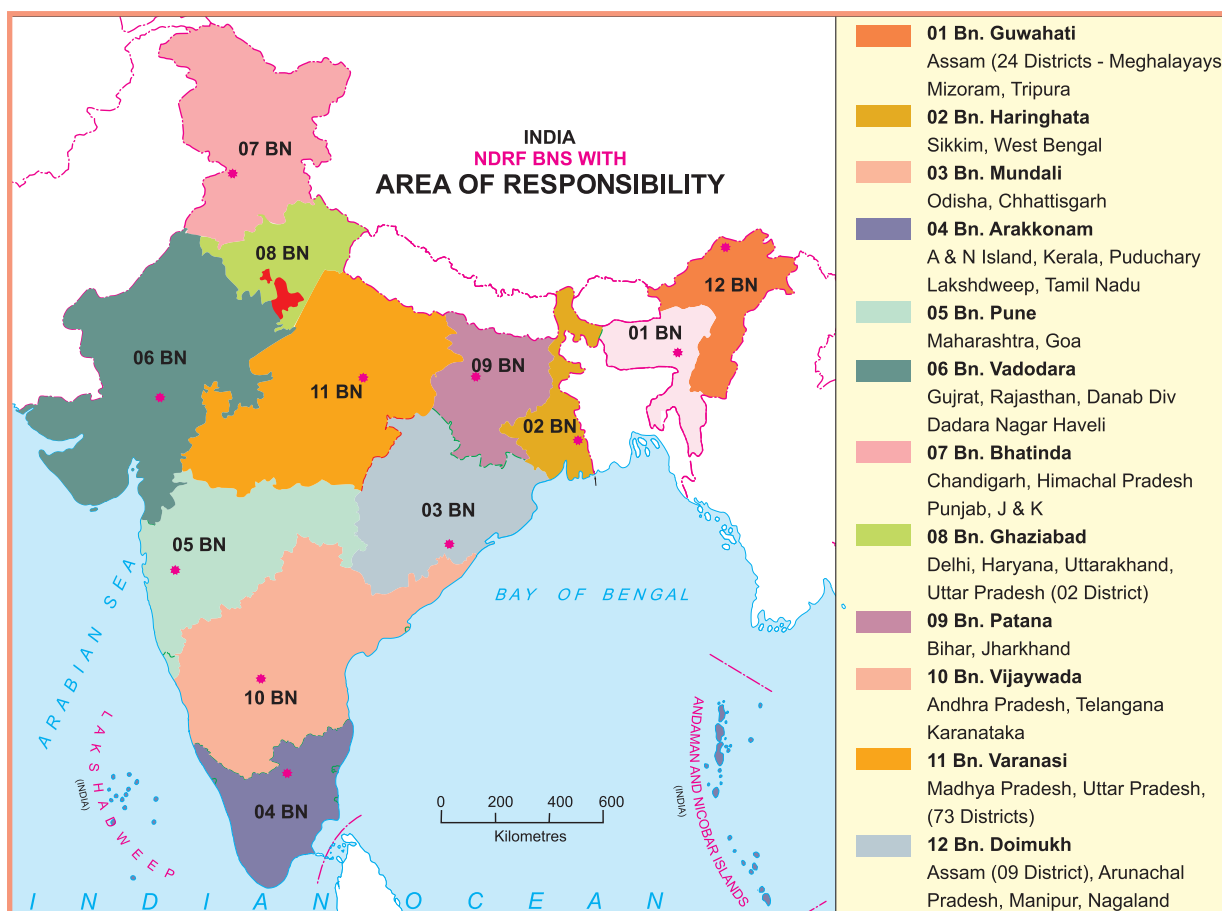 INDIA
NDRF BNS WITH
AREA OF RESPONSIBILITY
07 BN
08 BN
12 BN
01 BN
06 BN
09 BN
11 BN
02 BN
03 BN
05 BN
10 BN
04 BN
ARABIAN SEA
BAY OF BENGAL
LAKSHADWEEP
(INDIA)
ANDAMAN AND NICOBAR ISLANDS
(INDIA)
0 200 400 600
Kilometres
INDIAN OCEAN
01 Bn. Guwahati
Assam (24 Districts - Meghalayays
Mizoram, Tripura
02 Bn. Haringhata
Sikkim, West Bengal
03 Bn. Mundali
Odisha, Chhattisgarh
04 Bn. Arakkonam
A & N Island, Kerala, Puduchary
Lakshdweep, Tamil Nadu
05 Bn. Pune
Maharashtra, Goa
06 Bn. Vadodara
Gujrat, Rajasthan, Danab Div
Dadara Nagar Haveli
07 Bn. Bhatinda
Chandigarh, Himachal Pradesh
Punjab, J & K
08 Bn. Ghaziabad
Delhi, Haryana, Uttarakhand,
Uttar Pradesh (02 District)
09 Bn. Patana
Bihar, Jharkhand
10 Bn. Vijaywada
Andhra Pradesh, Telangana
Karanataka
11 Bn. Varanasi
Madhya Pradesh, Uttar Pradesh,
(73 Districts)
12 Bn. Doimukh
Assam (09 District), Arunachal
Pradesh, Manipur, Nagaland